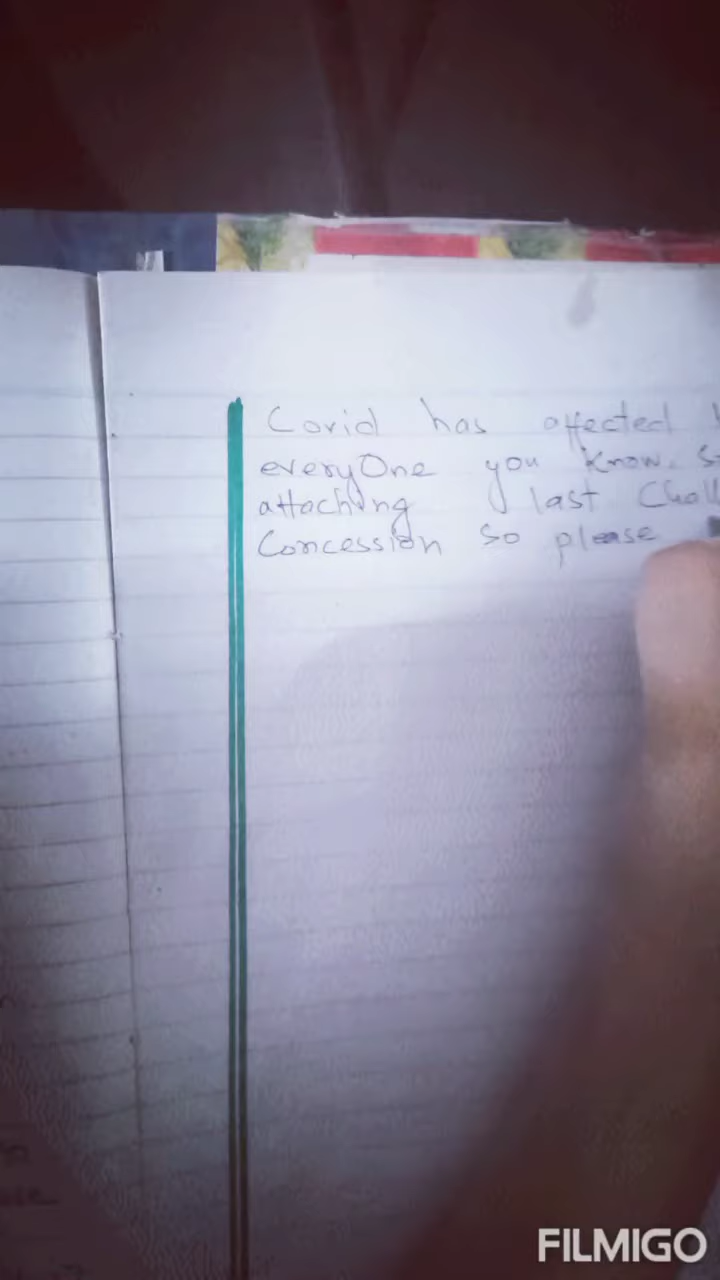 Covid has affected
everyOne you know.
attaching last
Concession so please
FILMIGO